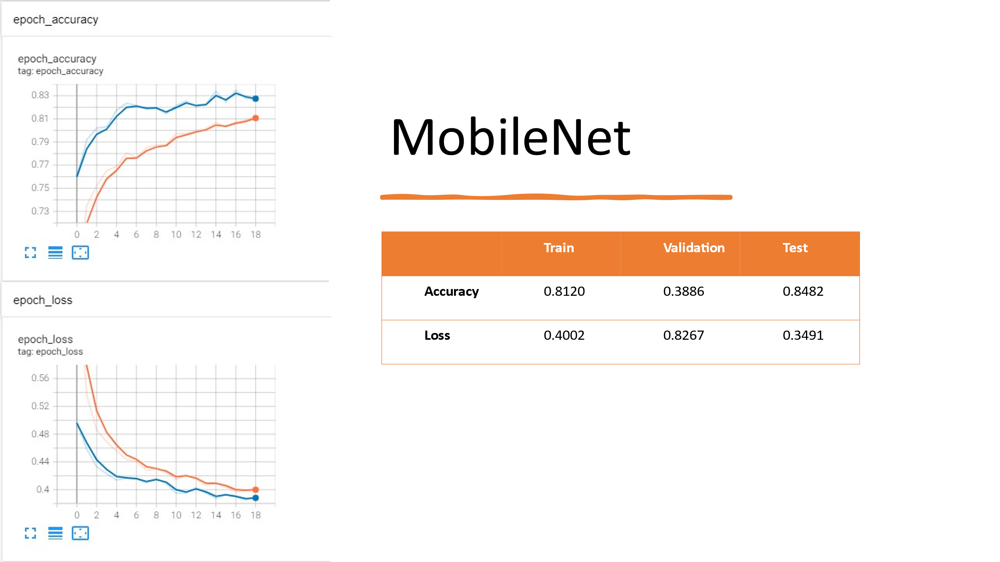 epoch_accuracy
epoch_accuracy
tag: epoch_accuracy
0.83
0.81
0.79
0.77
0.75
0.73
0 2 4 6 8 10 12 14 16 18
epoch_loss
epoch_loss
tag: epoch_loss
0.56
0.52
0.48
0.44
0.4
0 2 4 6 8 10 12 14 16 18
MobileNet
Train Validation Test
Accuracy 0.8120 0.3886 0.8482
Loss 0.4002 0.8267 0.3491